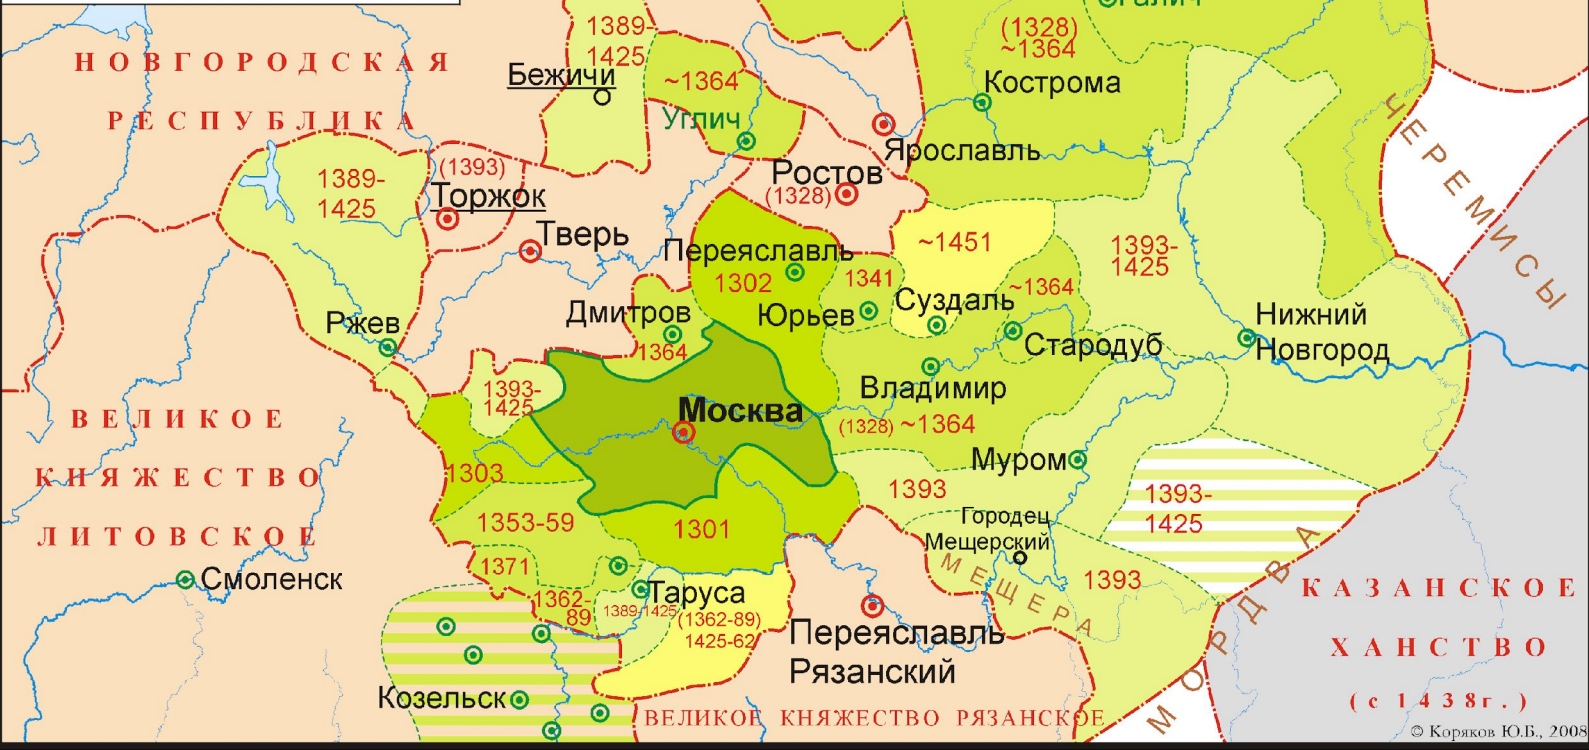 Галич
НОВГОРОДСКАЯ
РЕСПУБЛИКА
1389-
1425
Бежичи
~1364
Углич
(1328)
~1364
Кострома
Ярославль
ЧЕРЕМИСЫ
1389-
1425
(1393)
Торжок
Тверь
Ростов
(1328)
Переяславль
1302
1341
Юрьев
~1451
Суздаль
~1364
Стародуб
1393-
1425
Нижний
Новгород
Ржев
Дмитров
1364
Владимир
(1328) ~1364
1393-
1425
Москва
ВЕЛИКОЕ
КНЯЖЕСТВО
ЛИТОВСКОЕ
1303
Муром
1393
1393-
1425
1353-59
1301
Городец
Мещерский
МЕЩЕРА
1393
МОРДВА
1371
Смоленск
1362-
89
Таруса
1389-1425
(1362-89)
1425-62
Переяславль
Рязанский
Козельск
ВЕЛИКОЕ КНЯЖЕСТВО РЯЗАНСКОЕ
КАЗАНСКОЕ
ХАНСТВО
(с 1438г.)
© Коряков Ю.Б., 2008